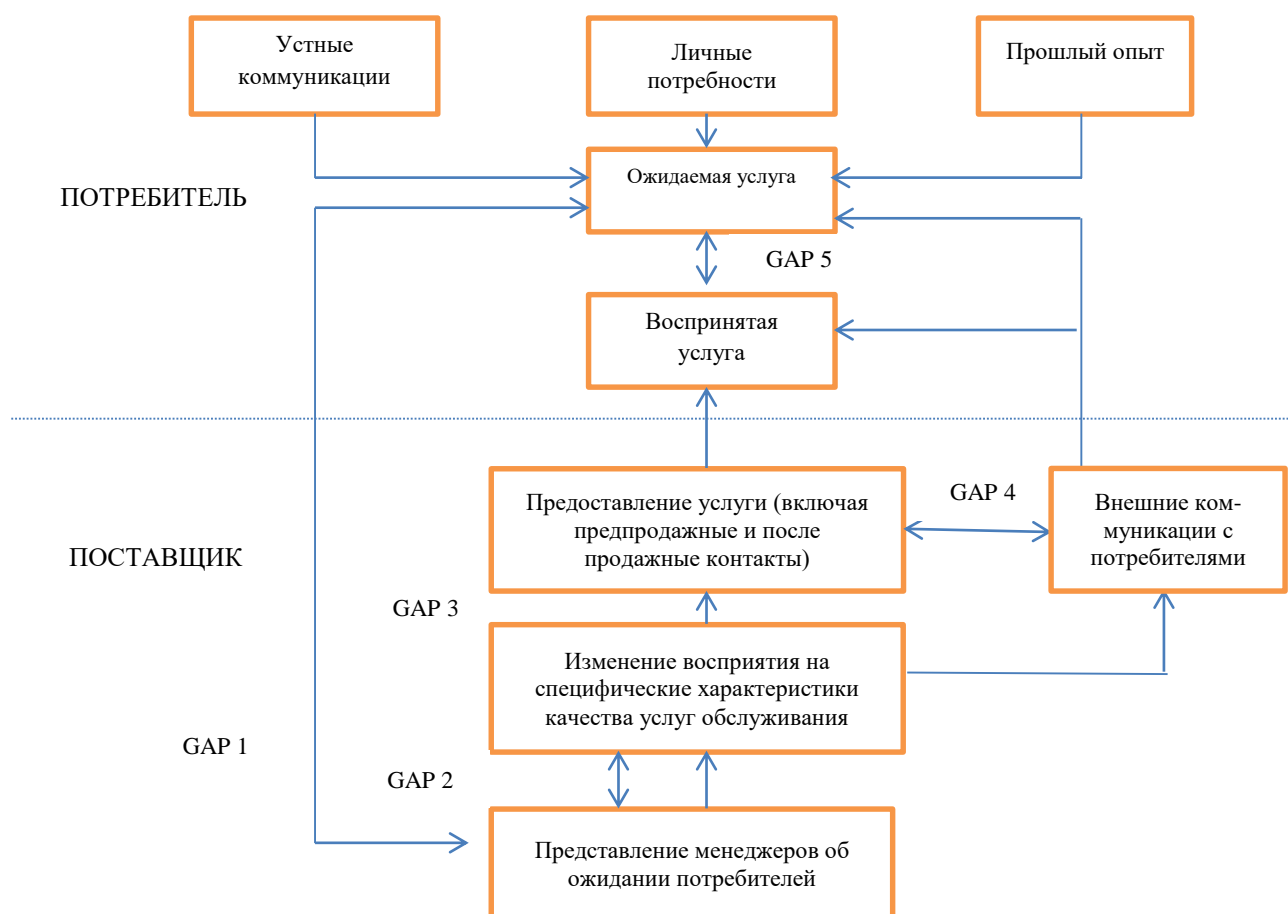 Устные
коммуникации
Личные
потребности
Прошлый опыт
Ожидаемая услуга
ПОТРЕБИТЕЛЬ
GAP 5
Воспринятая
услуга
Предоставление услуги (включая
предпродажные и после
продажные контакты)
GAP 4
Внешние ком-
муникации с
потребителями
ПОСТАВЩИК
GAP 3
Изменение восприятия на
специфические характеристики
качества услуг обслуживания
GAP 1
GAP 2
Представление менеджеров об
ожидании потребителей